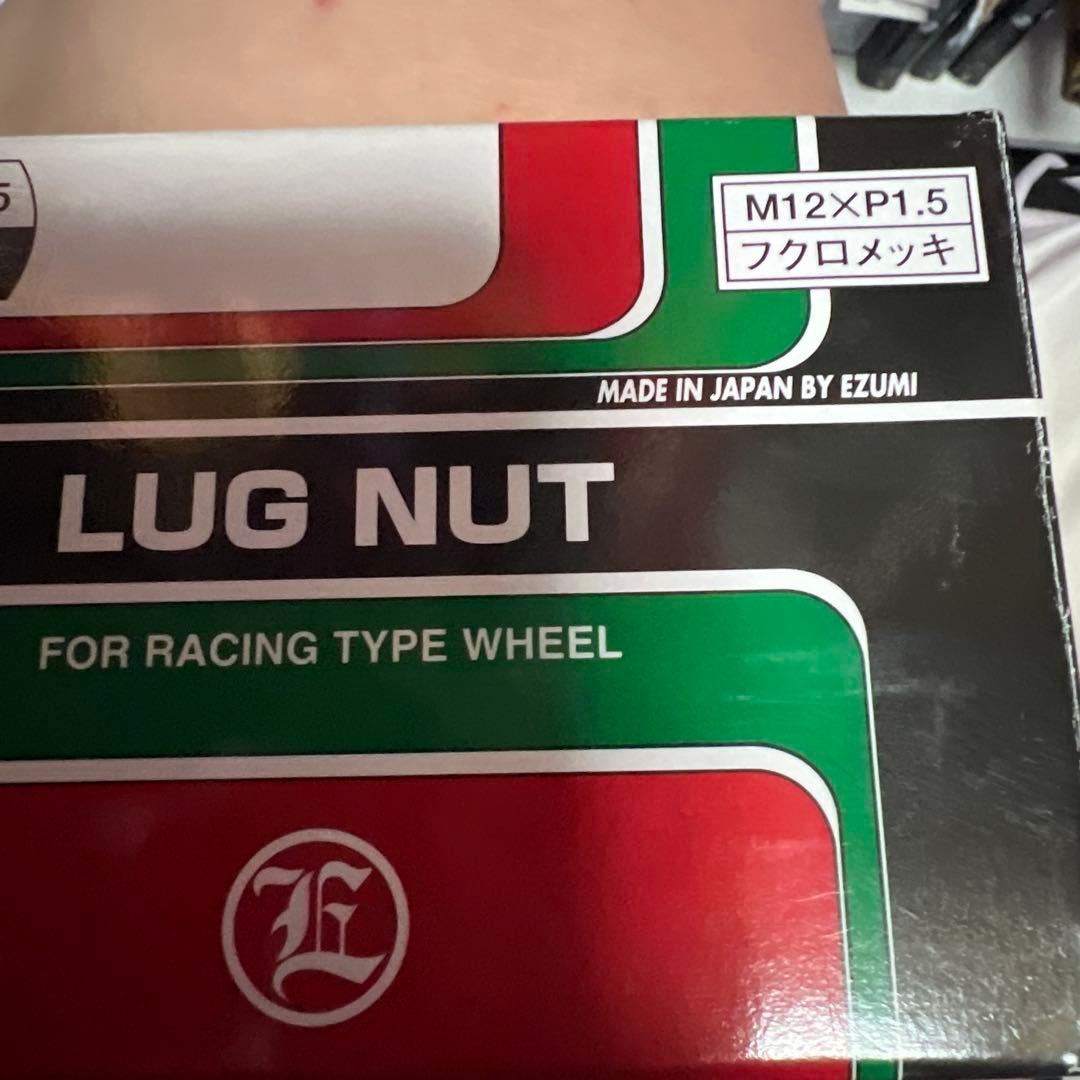 5
M12×P1.5
フクロメッキ
MADE IN JAPAN BY EZUMI
LUG NUT
FOR RACING TYPE WHEEL
E